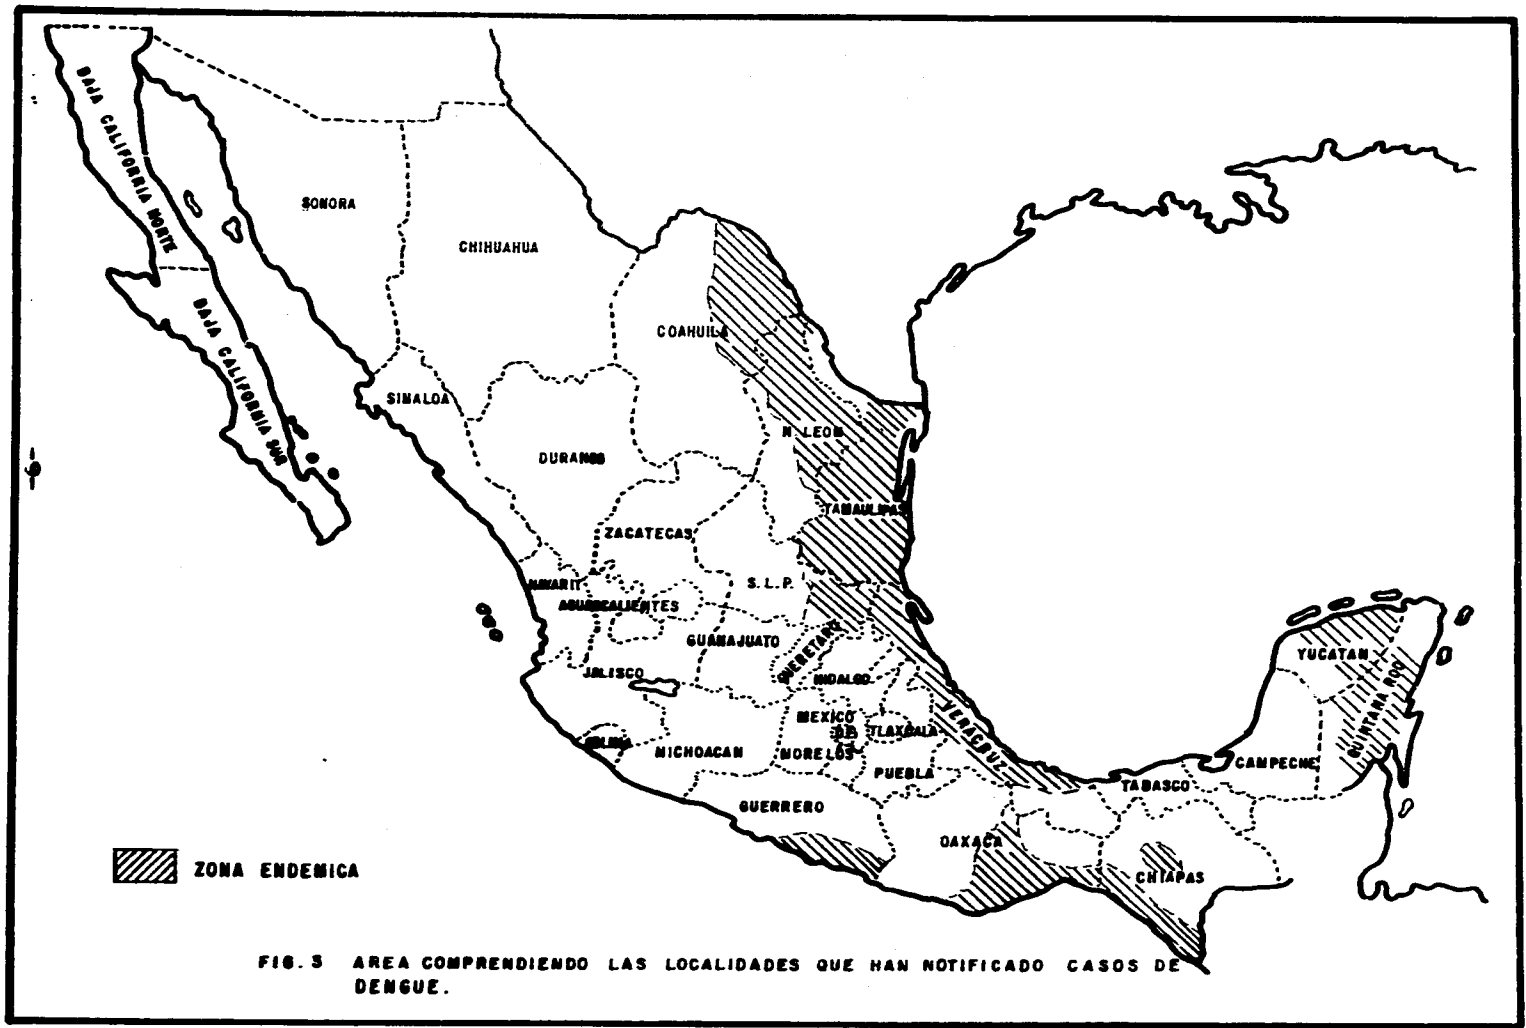 BAJA CALIFORNIA NORTE
SONORA
CHIHUAHUA
BAJA CALIFORNIA SUR
COAHUILA
SINALOA
N. LEON
DURANGO
TAMAULIPAS
ZACATECAS
NAYARIT
S.L.P.
AGUASCALIENTES
GUANAJUATO
QUERETARO
YUCATAN
JALISCO
HIDALGO
QUINTANA ROO
MEXICO
VERACRUZ
TLAXCALA
COLIMA
MICHOACAN
MORELOS
CAMPECHE
PUEBLA
TABASCO
GUERRERO
OAXACA
CHIAPAS
ZONA ENDEMICA
FIG. 3 AREA COMPRENDIENDO LAS LOCALIDADES QUE HAN NOTIFICADO CASOS DE
DENGUE.